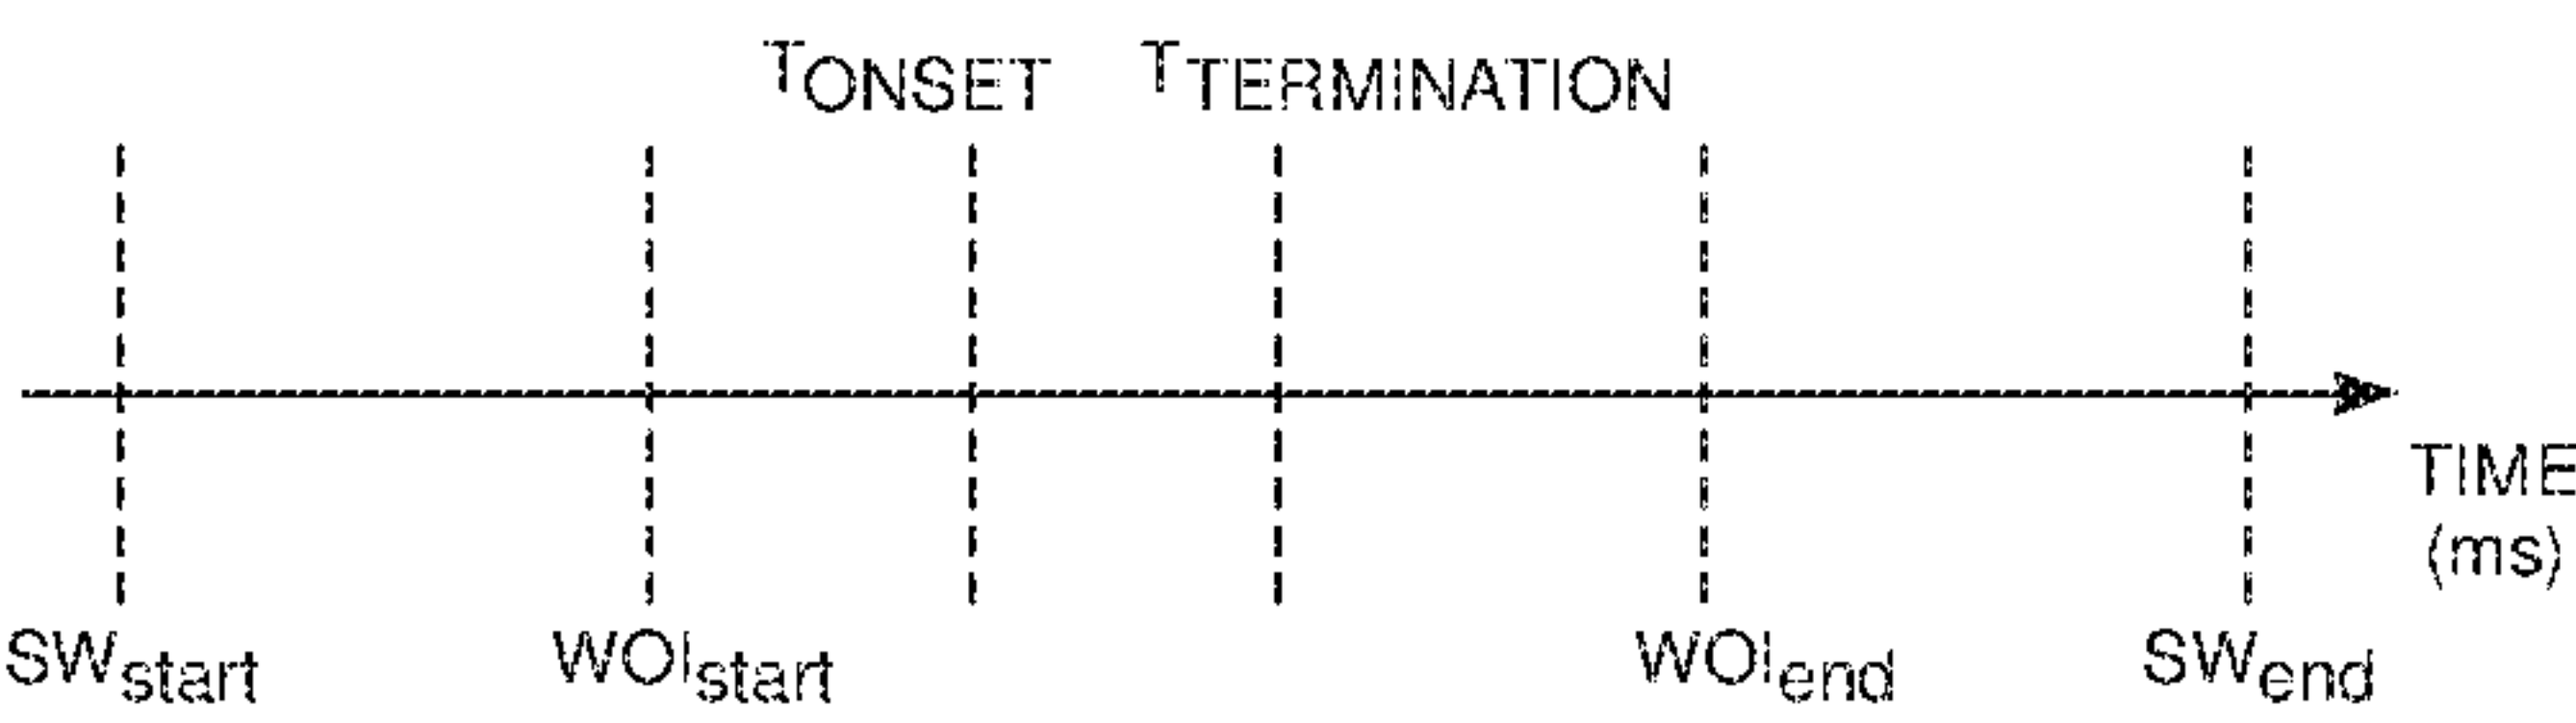 TONSET TTERMINATION
TIME
(ms)
SWstart WOIstart WOIend SWend